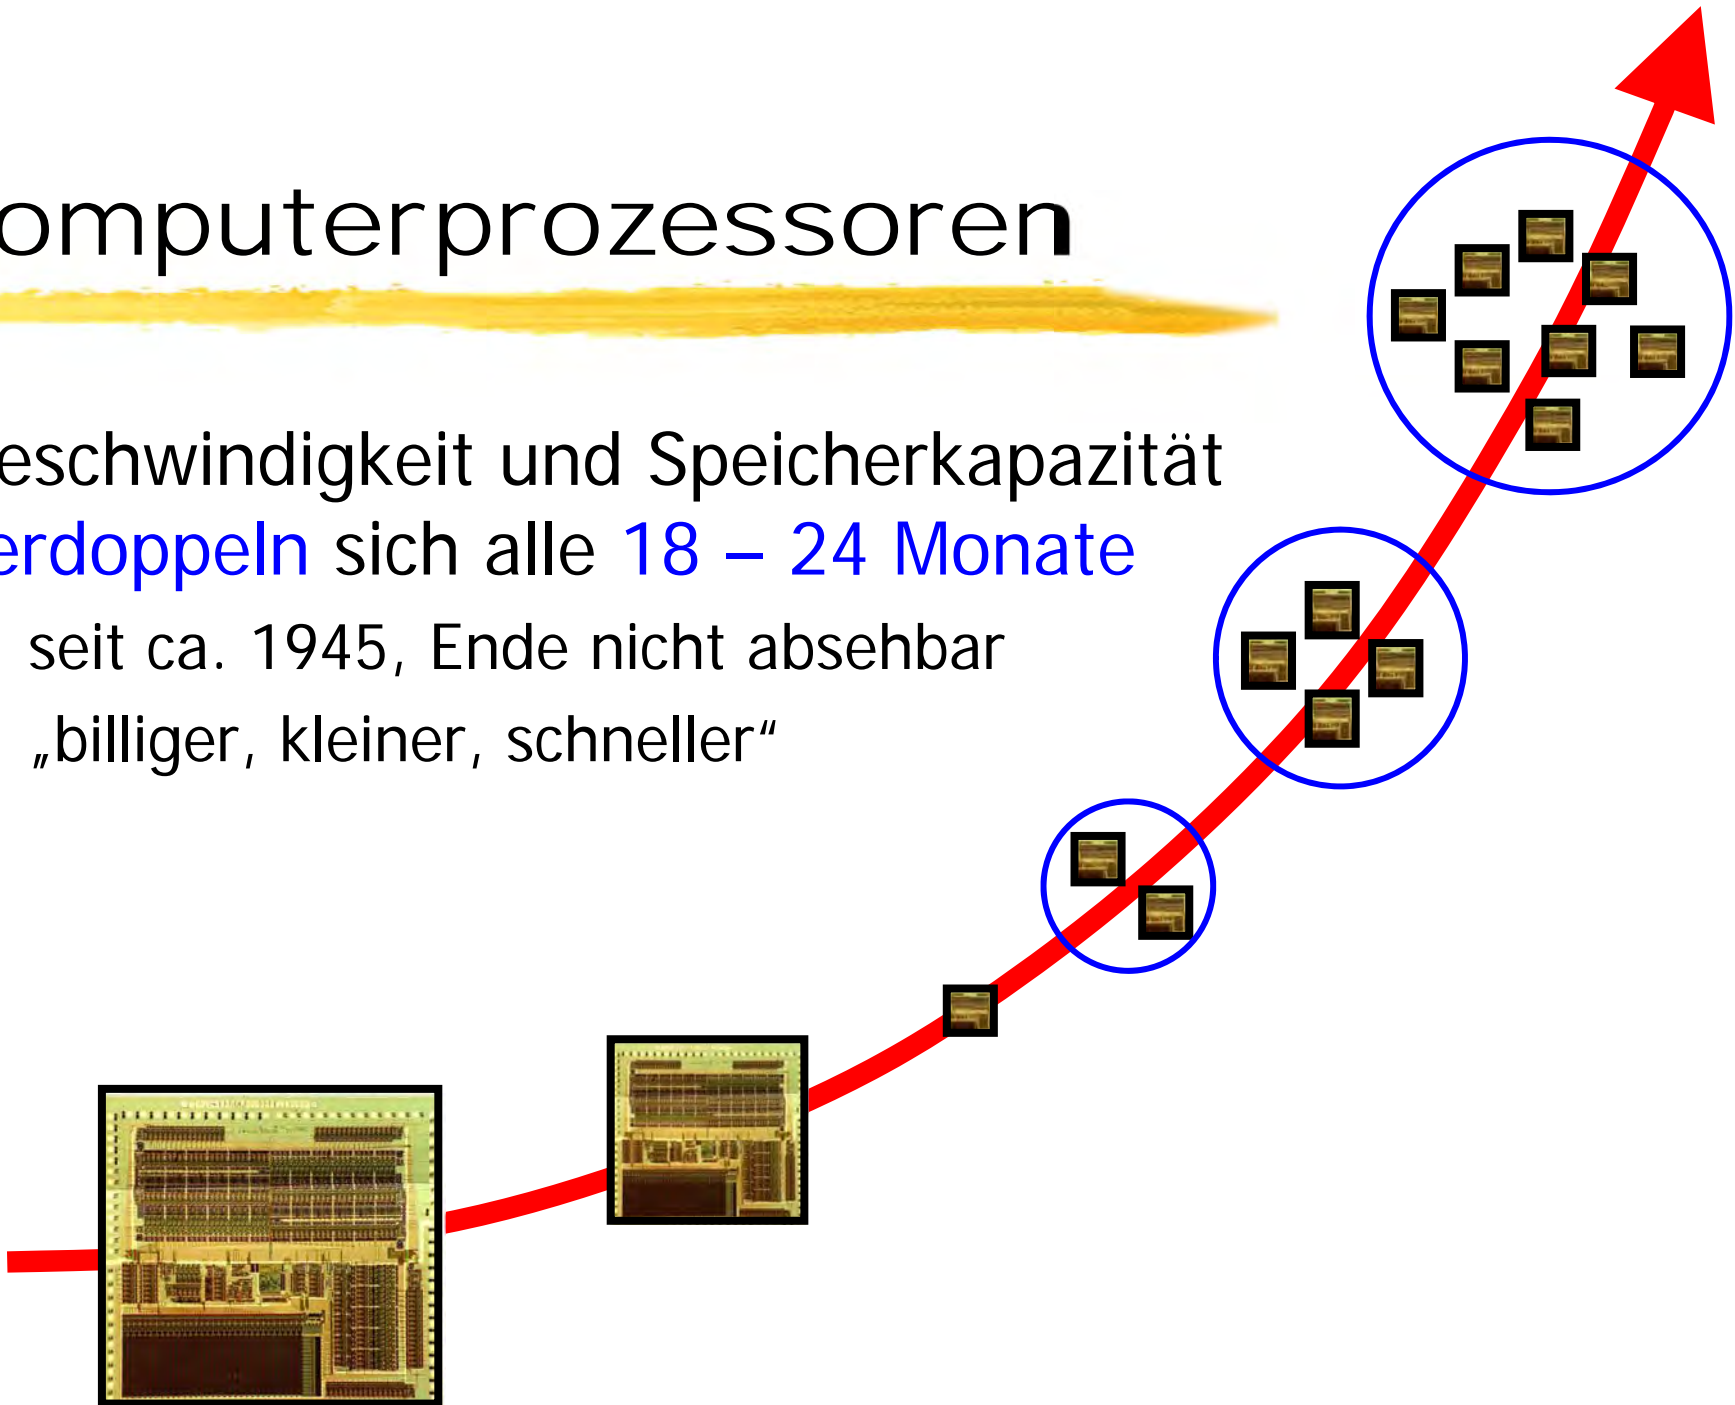 omputerprozessoren
eschwindigkeit und Speicherkapazität
erdoppeln sich alle 18 – 24 Monate
seit ca. 1945, Ende nicht absehbar
„billiger, kleiner, schneller“